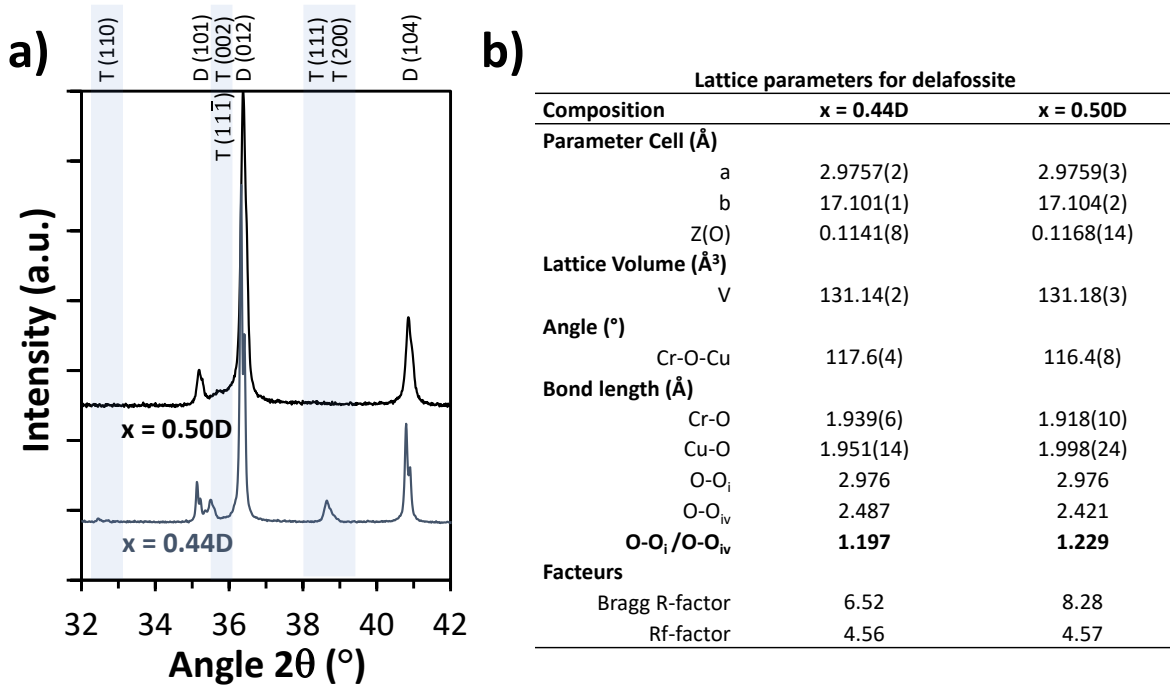 a)
T (110)
D (101)
T (11̅1̅)
T (002)
D (012)
T (111)
T (200)
D (104)
Intensity (a.u.)
x = 0.50D
x = 0.44D
32 34 36 38 40 42
Angle 2θ (°)
b)
Lattice parameters for delafossite
Composition x = 0.44D x = 0.50D
Parameter Cell (Å)
a 2.9757(2) 2.9759(3)
b 17.101(1) 17.104(2)
Z(O) 0.1141(8) 0.1168(14)
Lattice Volume (Å³)
V 131.14(2) 131.18(3)
Angle (°)
Cr-O-Cu 117.6(4) 116.4(8)
Bond length (Å)
Cr-O 1.939(6) 1.918(10)
Cu-O 1.951(14) 1.998(24)
O-Oi 2.976 2.976
O-Oiv 2.487 2.421
O-Oi /O-Oiv 1.197 1.229
Facteurs
Bragg R-factor 6.52 8.28
Rf-factor 4.56 4.57